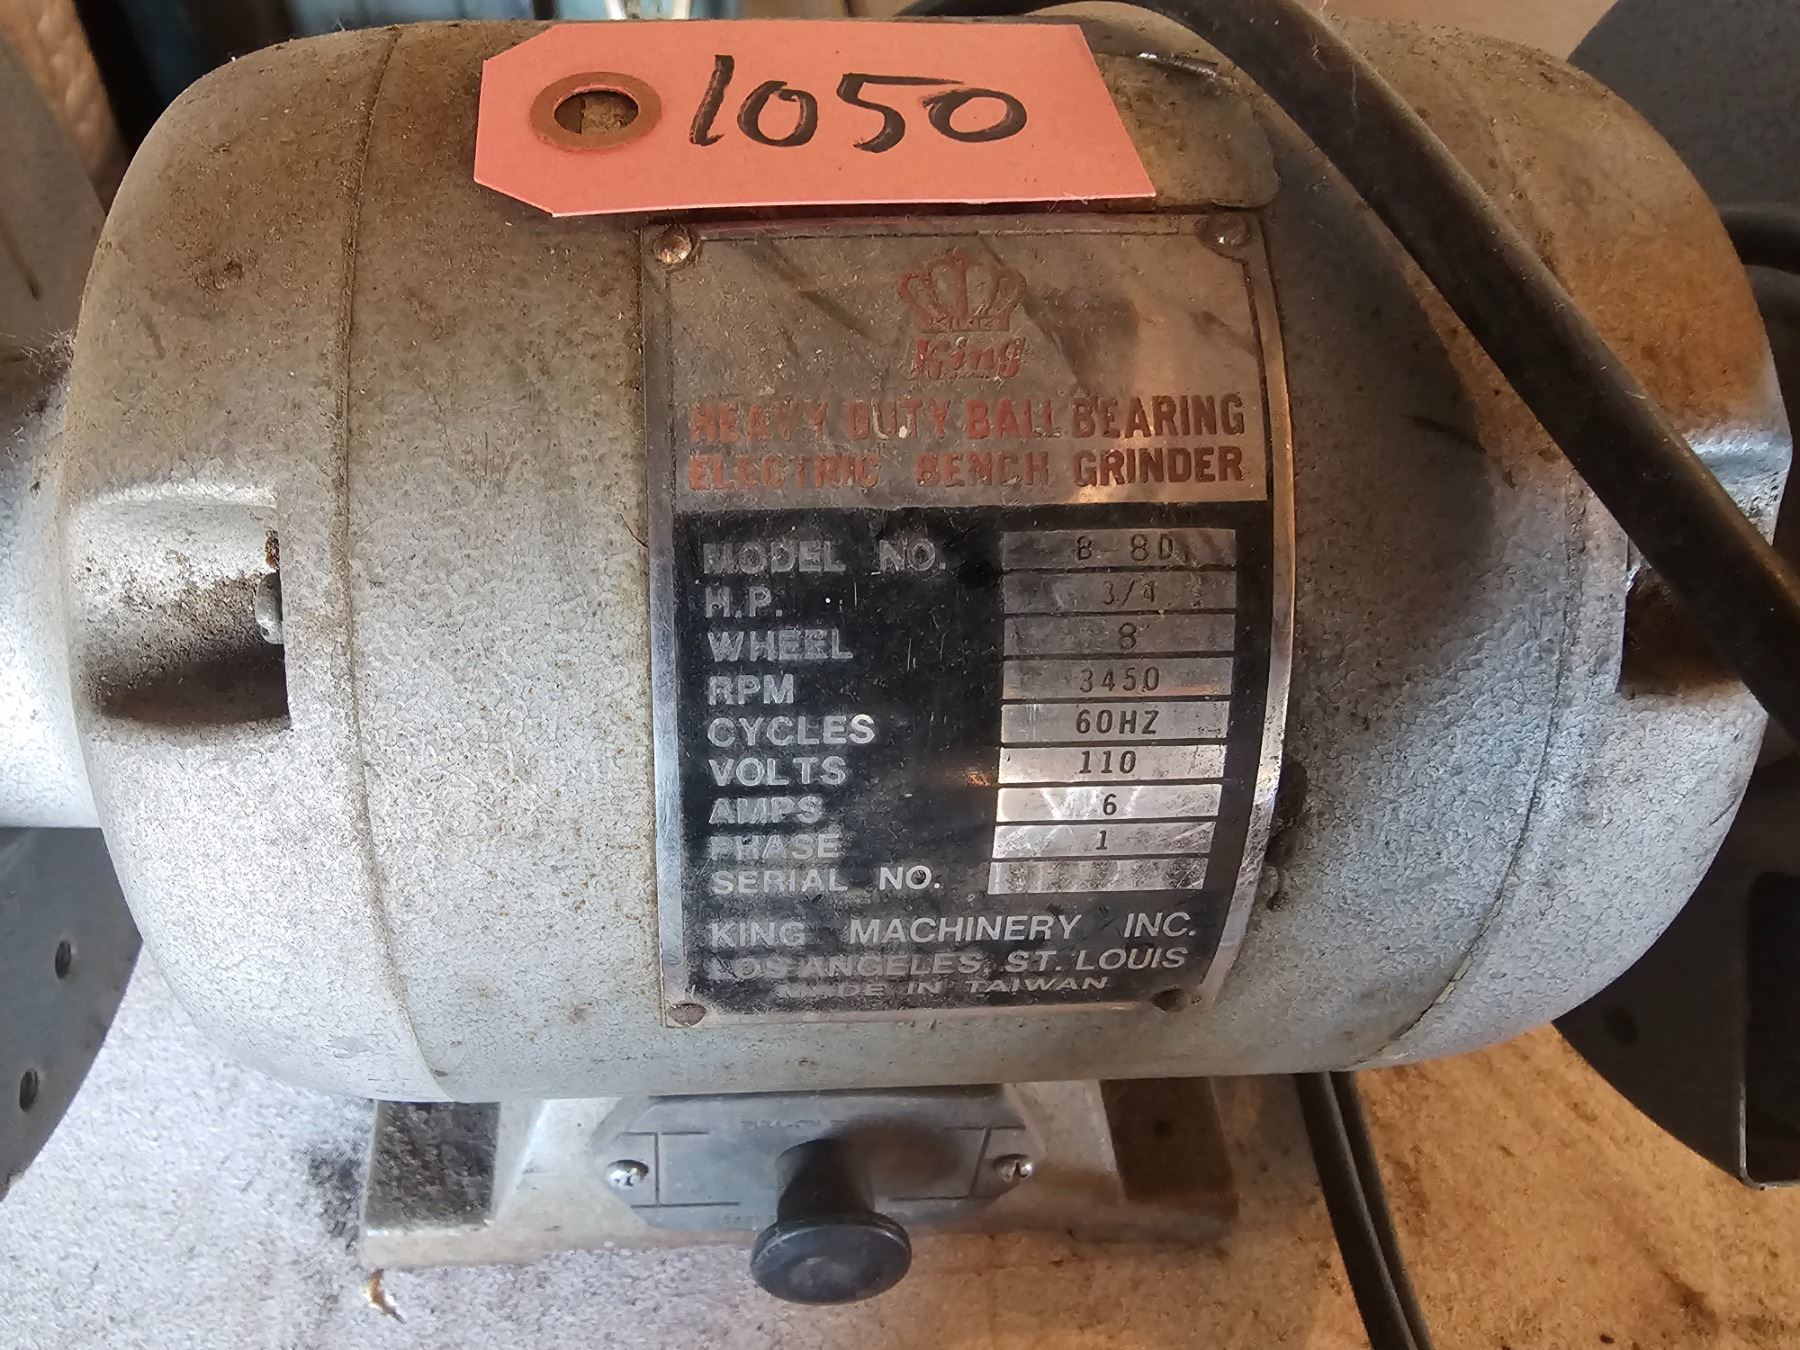 1050
King
HEAVY DUTY BALL BEARING
ELECTRIC BENCH GRINDER
MODEL NO. B-8D
H.P. 3/4
WHEEL 8
RPM 3450
CYCLES 60HZ
VOLTS 110
AMPS 6
PHASE 1
SERIAL NO.
KING MACHINERY INC.
LOS ANGELES, ST. LOUIS
MADE IN TAIWAN